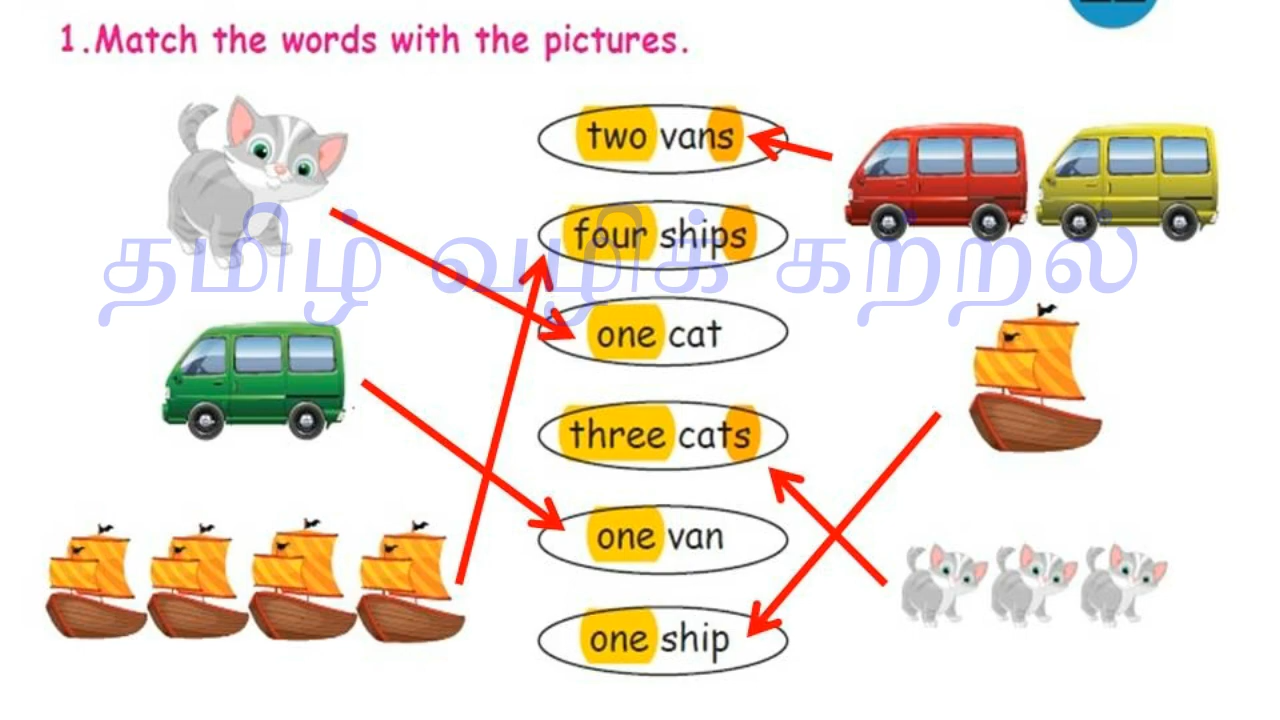 1.Match the words with the pictures.
two vans
four ships
தமிழ் வழிக் கற்றல்
one cat
three cats
one van
one ship